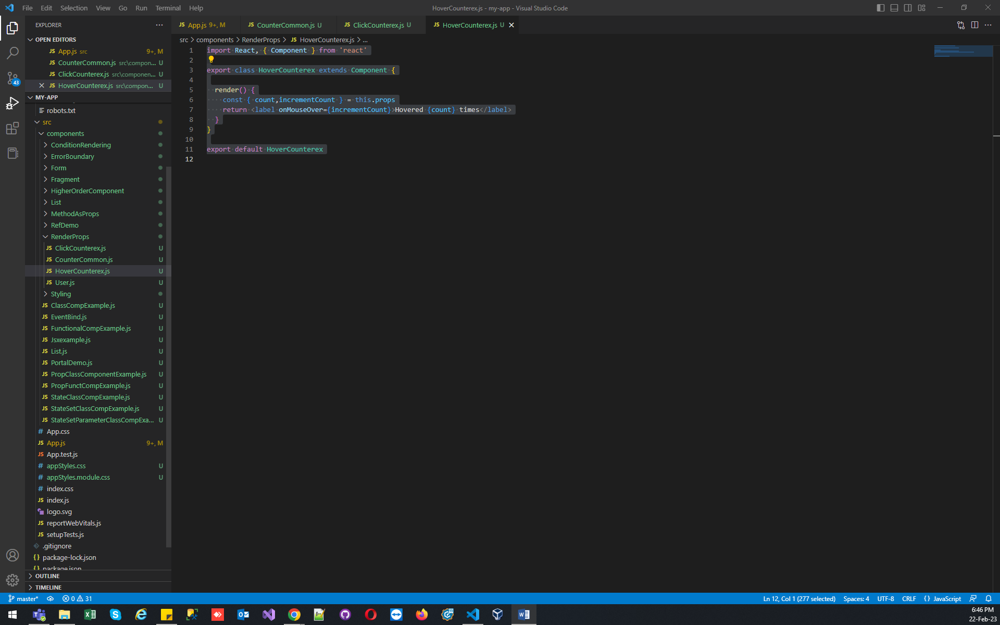 File Edit Selection View Go Run Terminal Help
HoverCounterex.js - my-app - Visual Studio Code
EXPLORER
OPEN EDITORS
JS App.js src 9+, M
JS CounterCommon.js src\compon... U
JS ClickCounterex.js src\componen... U
JS HoverCounterex.js src\compon... U
MY-APP
robots.txt
src
components
ConditionRendering
ErrorBoundary
Form
Fragment
HigherOrderComponent
List
MethodAsProps
RefDemo
RenderProps
JS ClickCounterex.js U
JS CounterCommon.js U
JS HoverCounterex.js U
JS User.js U
Styling
JS ClassCompExample.js U
JS EventBind.js U
JS FunctionalCompExample.js U
JS Jsxexample.js U
JS List.js U
JS PortalDemo.js U
JS PropClassComponentExample.js U
JS PropFunctCompExample.js U
JS StateClassCompExample.js U
JS StateSetClassCompExample.js U
JS StateSetParameterClassCompExa... U
# App.css
JS App.js 9+, M
JS App.test.js
# appStyles.css U
# appStyles.module.css U
# index.css
JS index.js
logo.svg
JS reportWebVitals.js
JS setupTests.js
.gitignore
{} package-lock.json
{} package.json
OUTLINE
TIMELINE
43
JS App.js 9+, M JS CounterCommon.js U JS ClickCounterex.js U JS HoverCounterex.js U
src > components > RenderProps > JS HoverCounterex.js > ...
1 import React, { Component } from 'react'
2
3 export class HoverCounterex extends Component {
4
5 render() {
6 const { count,incrementCount } = this.props
7 return <label onMouseOver={incrementCount}>Hovered {count} times</label>
8 }
9 }
10
11 export default HoverCounterex
12
master* 0 31
Ln 12, Col 1 (277 selected) Spaces: 4 UTF-8 CRLF {} JavaScript
6:46 PM
22-Feb-23